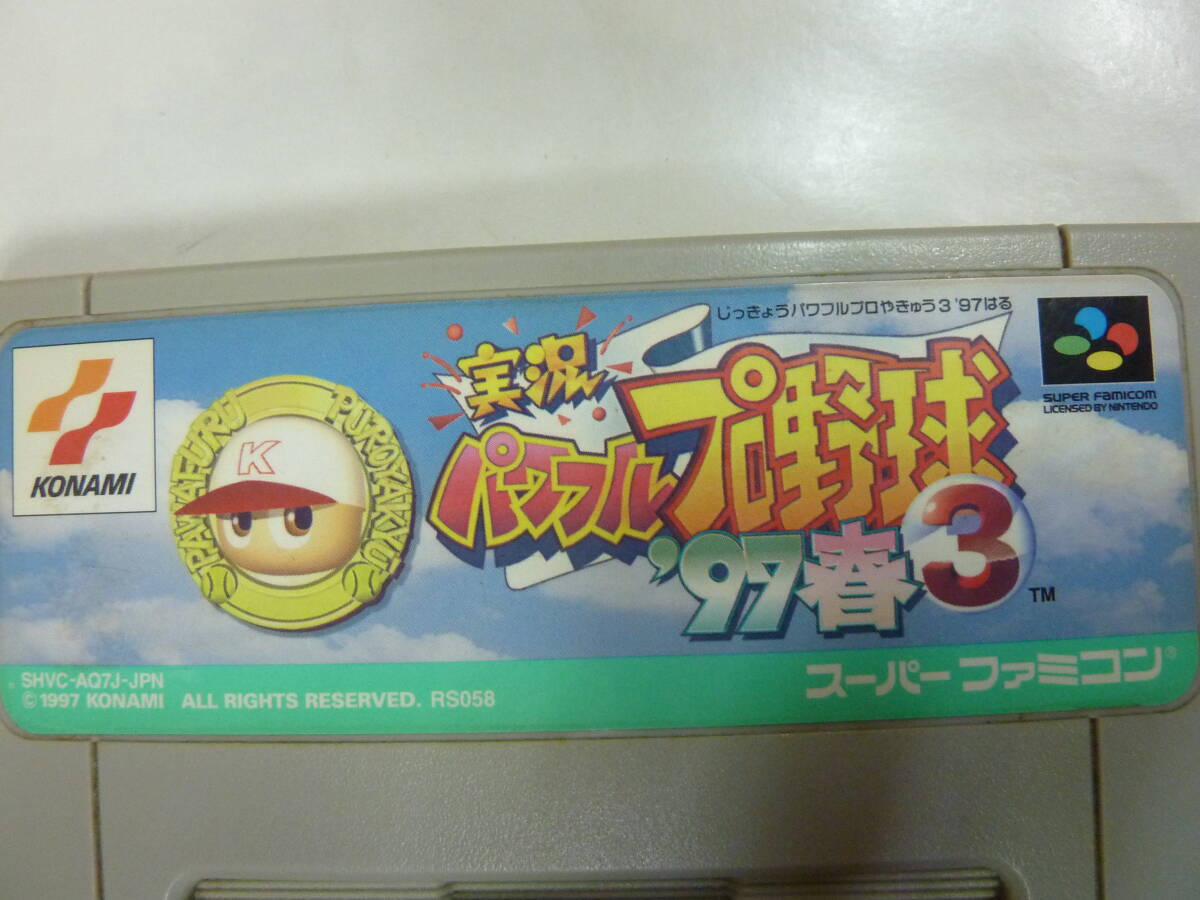 じっきょうパワフルプロやきゅう3 '97はる
KONAMI
PAWAFURU PUROYAKYU
K
実況
パワフルプロ野球
'97春3 TM
SUPER FAMICOM
LICENSED BY NINTENDO
SHVC-AQ7J-JPN
© 1997 KONAMI ALL RIGHTS RESERVED. RS058
スーパーファミコン®